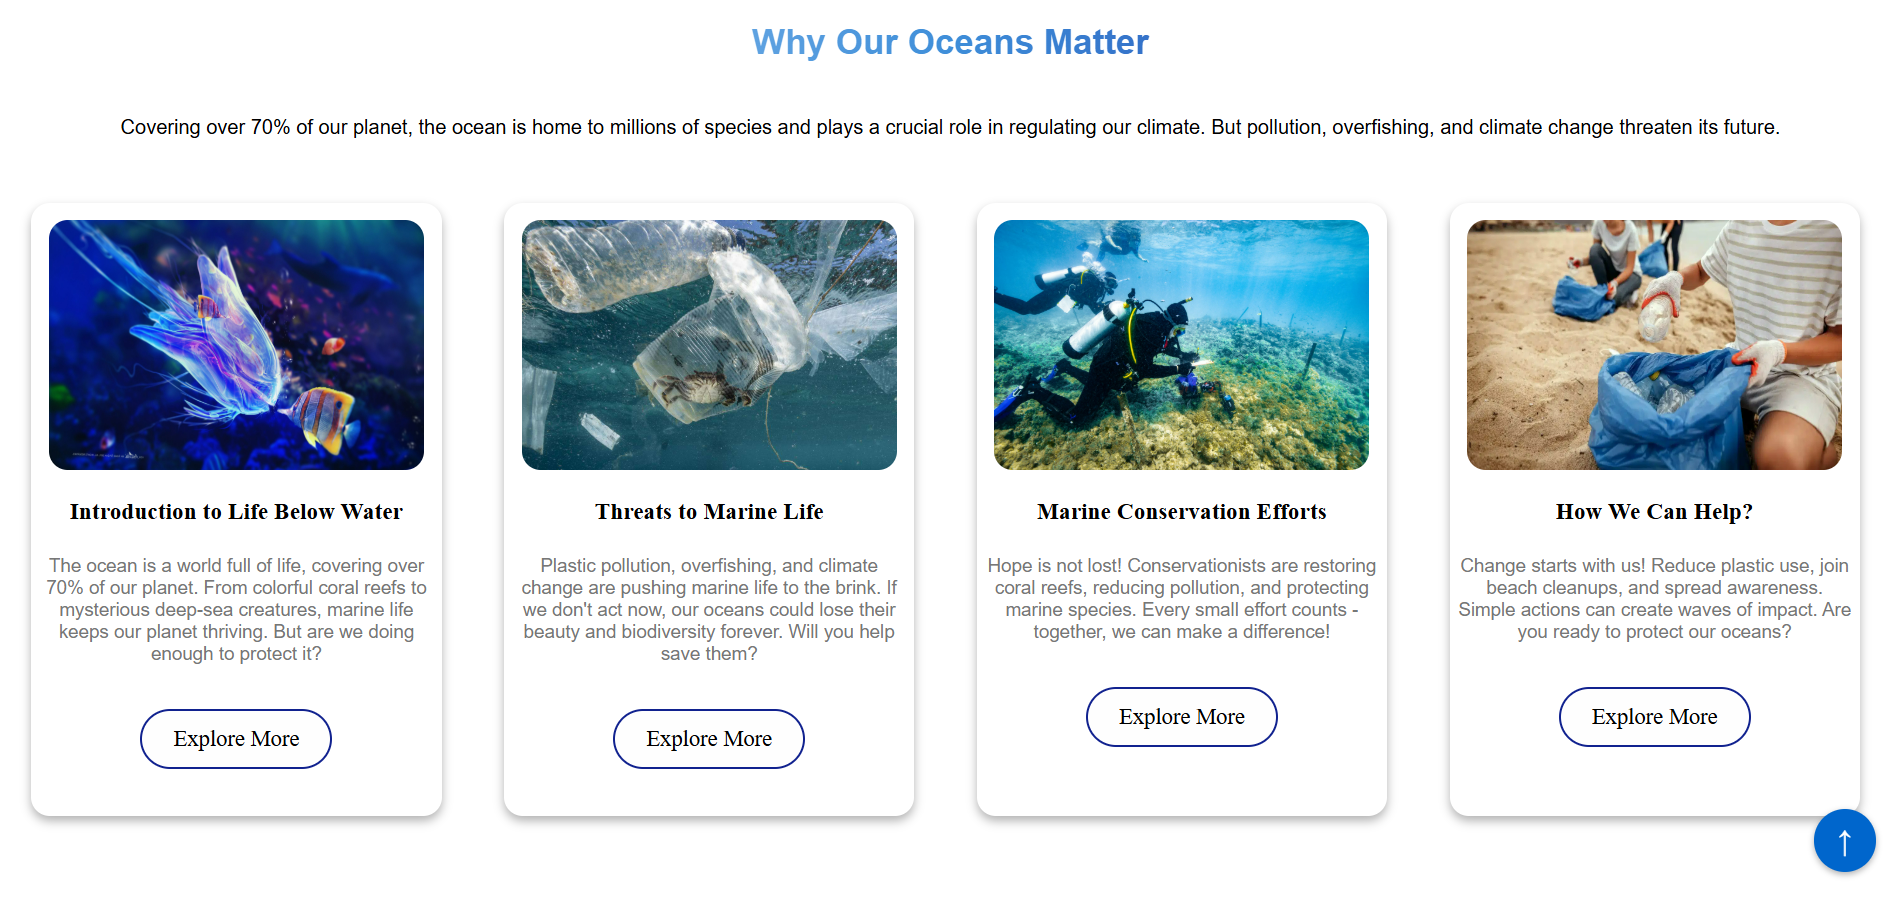 Why Our Oceans Matter
Covering over 70% of our planet, the ocean is home to millions of species and plays a crucial role in regulating our climate. But pollution, overfishing, and climate change threaten its future.
Introduction to Life Below Water
The ocean is a world full of life, covering over
70% of our planet. From colorful coral reefs to
mysterious deep-sea creatures, marine life
keeps our planet thriving. But are we doing
enough to protect it?
Explore More
Threats to Marine Life
Plastic pollution, overfishing, and climate
change are pushing marine life to the brink. If
we don't act now, our oceans could lose their
beauty and biodiversity forever. Will you help
save them?
Explore More
Marine Conservation Efforts
Hope is not lost! Conservationists are restoring
coral reefs, reducing pollution, and protecting
marine species. Every small effort counts -
together, we can make a difference!
Explore More
How We Can Help?
Change starts with us! Reduce plastic use, join
beach cleanups, and spread awareness.
Simple actions can create waves of impact. Are
you ready to protect our oceans?
Explore More
↑